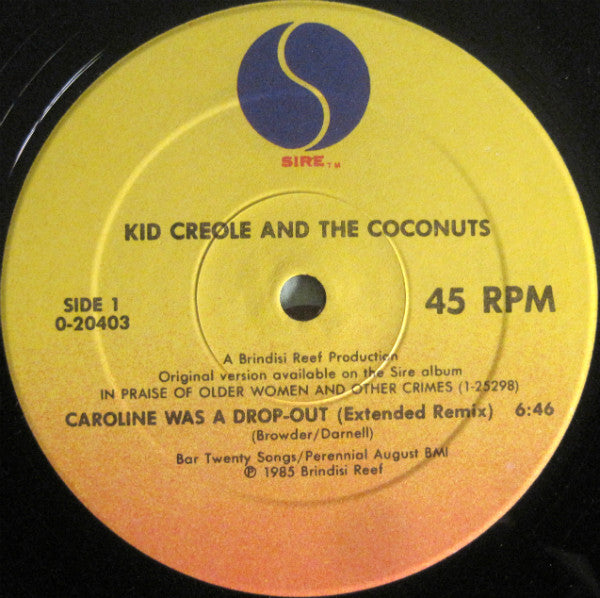 SIRE™
KID CREOLE AND THE COCONUTS
SIDE 1
0-20403
45 RPM
A Brindisi Reef Production
Original version available on the Sire album
IN PRAISE OF OLDER WOMEN AND OTHER CRIMES (1-25298)
CAROLINE WAS A DROP-OUT (Extended Remix) 6:46
(Browder/Darnell)
Bar Twenty Songs/Perennial August BMI
℗ 1985 Brindisi Reef